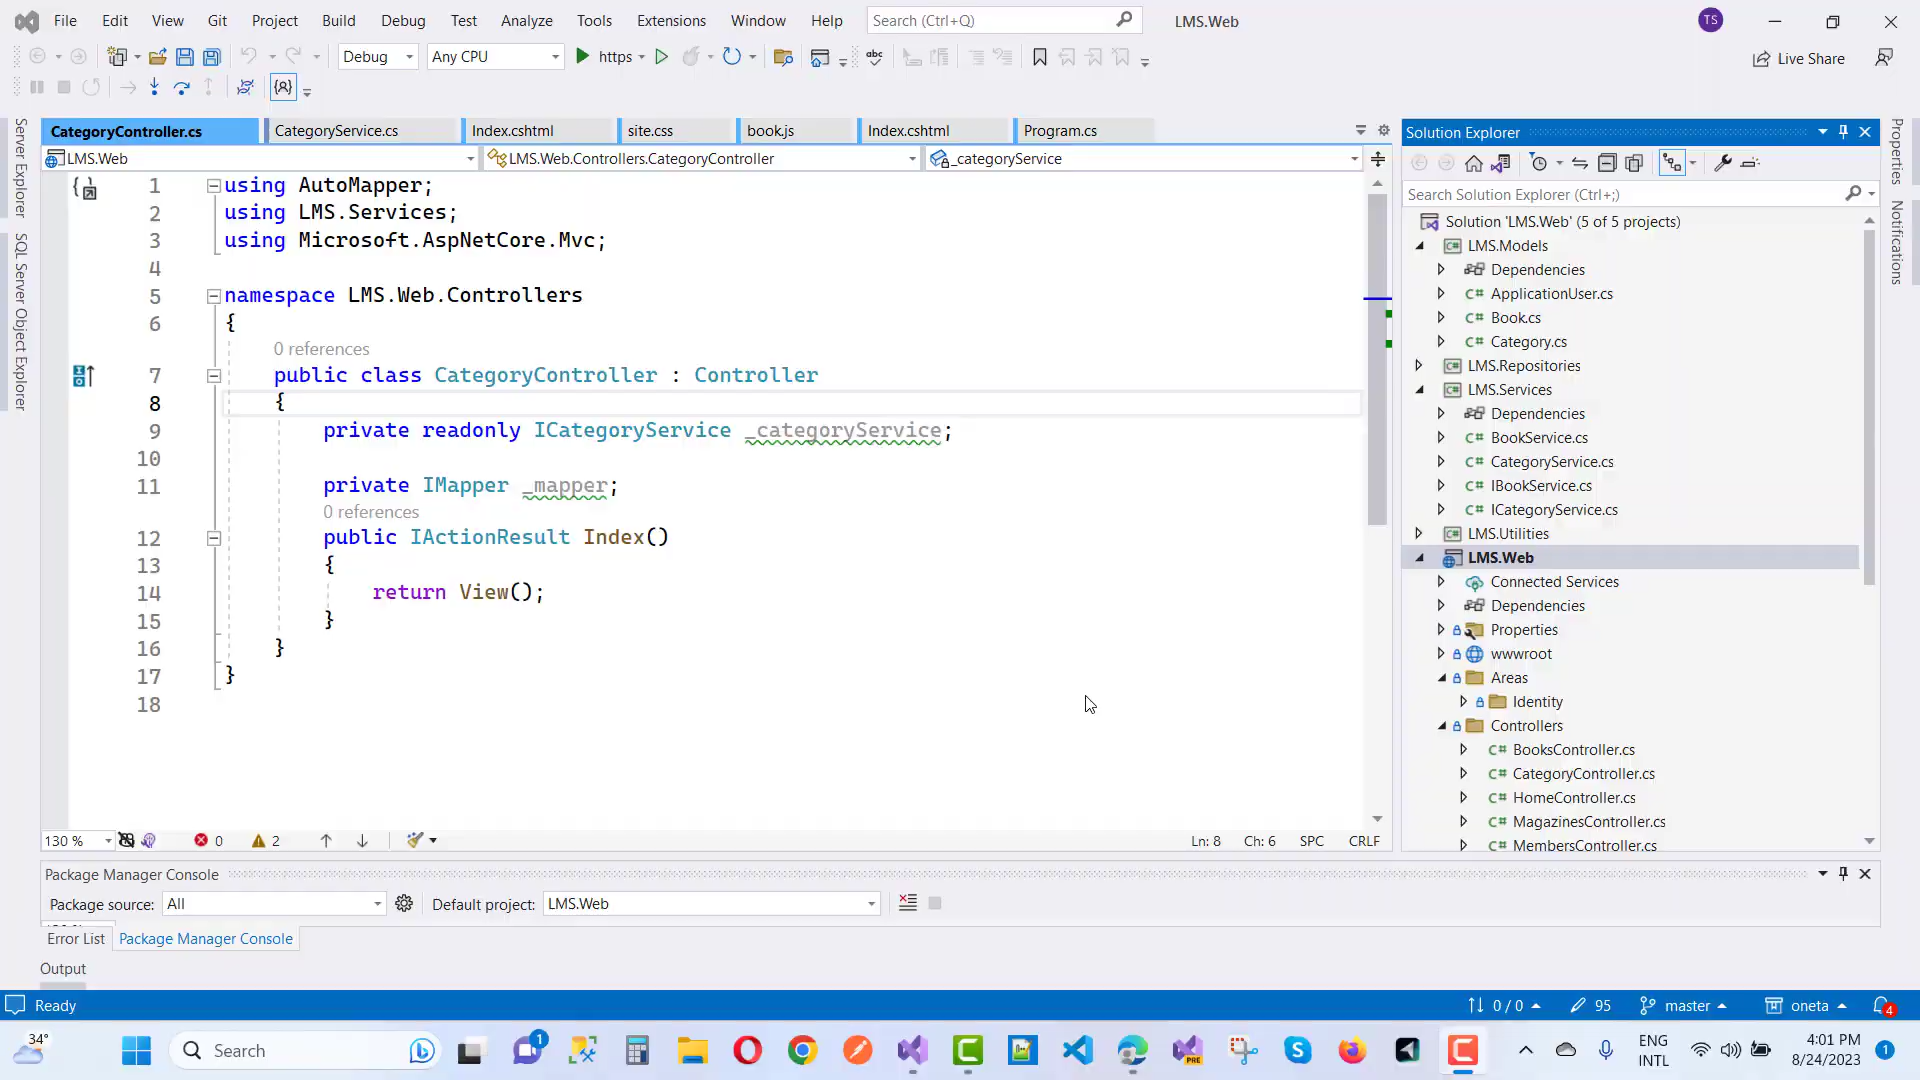 File Edit View Git Project Build Debug Test Analyze Tools Extensions Window Help Search (Ctrl+Q) LMS.Web TS
Debug Any CPU https abc Live Share
CategoryController.cs CategoryService.cs Index.cshtml site.css book.js Index.cshtml Program.cs
LMS.Web LMS.Web.Controllers.CategoryController _categoryService
Server Explorer
SQL Server Object Explorer
1 using AutoMapper;
2 using LMS.Services;
3 using Microsoft.AspNetCore.Mvc;
4
5 namespace LMS.Web.Controllers
6 {
0 references
7 public class CategoryController : Controller
8 {
9 private readonly ICategoryService _categoryService;
10
11 private IMapper _mapper;
0 references
12 public IActionResult Index()
13 {
14 return View();
15 }
16 }
17 }
18
130 % 0 2 Ln: 8 Ch: 6 SPC CRLF
Solution Explorer
Search Solution Explorer (Ctrl+;)
Solution 'LMS.Web' (5 of 5 projects)
LMS.Models
Dependencies
ApplicationUser.cs
Book.cs
Category.cs
LMS.Repositories
LMS.Services
Dependencies
BookService.cs
CategoryService.cs
IBookService.cs
ICategoryService.cs
LMS.Utilities
LMS.Web
Connected Services
Dependencies
Properties
wwwroot
Areas
Identity
Controllers
BooksController.cs
CategoryController.cs
HomeController.cs
MagazinesController.cs
MembersController.cs
Properties
Notifications
Package Manager Console
Package source: All Default project: LMS.Web
Error List Package Manager Console
Output
Ready 0 / 0 95 master oneta 4
34° Search 1 PRE ENG INTL 4:01 PM 8/24/2023 1